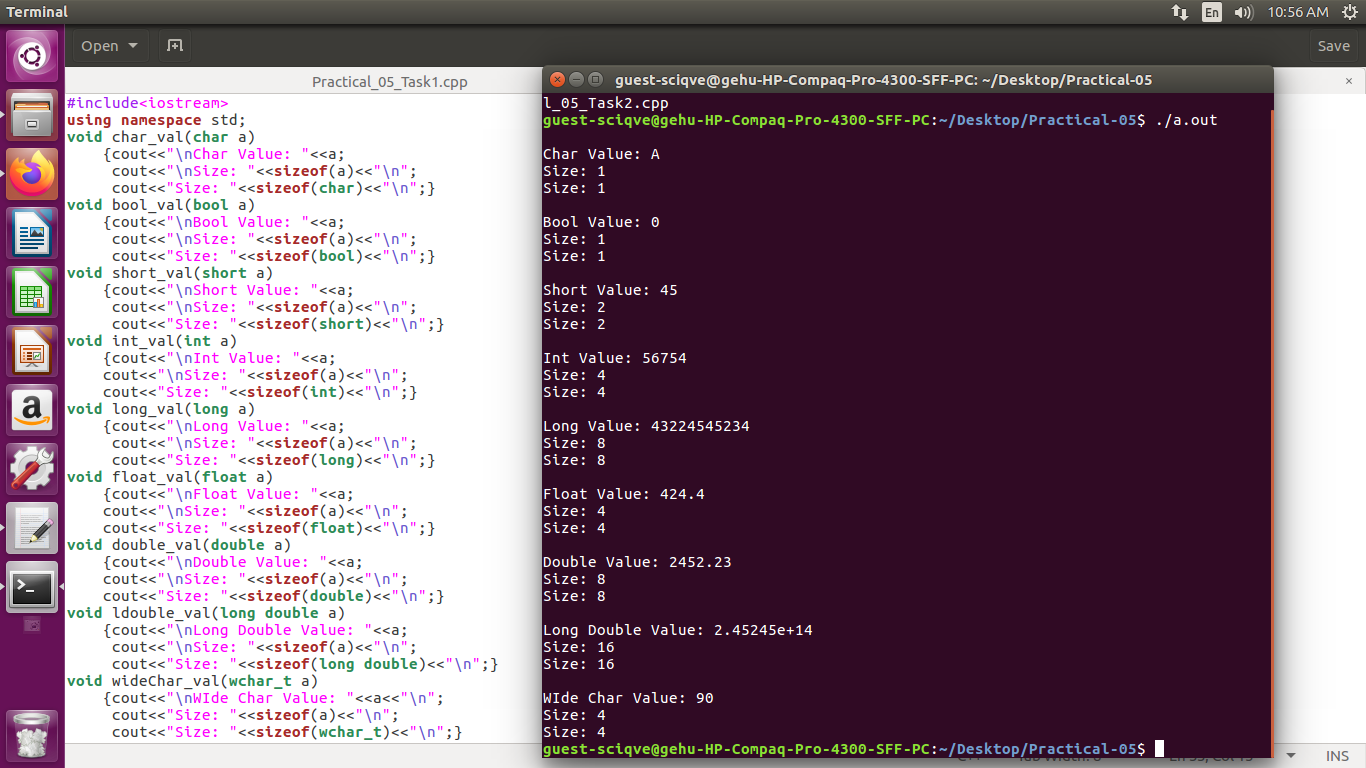 Terminal
En
10:56 AM
Open
Save
Practical_05_Task1.cpp
#include<iostream>
using namespace std;
void char_val(char a)
{cout<<"\nChar Value: "<<a;
cout<<"\nSize: "<<sizeof(a)<<"\n";
cout<<"Size: "<<sizeof(char)<<"\n";}
void bool_val(bool a)
{cout<<"\nBool Value: "<<a;
cout<<"\nSize: "<<sizeof(a)<<"\n";
cout<<"Size: "<<sizeof(bool)<<"\n";}
void short_val(short a)
{cout<<"\nShort Value: "<<a;
cout<<"\nSize: "<<sizeof(a)<<"\n";
cout<<"Size: "<<sizeof(short)<<"\n";}
void int_val(int a)
{cout<<"\nInt Value: "<<a;
cout<<"\nSize: "<<sizeof(a)<<"\n";
cout<<"Size: "<<sizeof(int)<<"\n";}
void long_val(long a)
{cout<<"\nLong Value: "<<a;
cout<<"\nSize: "<<sizeof(a)<<"\n";
cout<<"Size: "<<sizeof(long)<<"\n";}
void float_val(float a)
{cout<<"\nFloat Value: "<<a;
cout<<"\nSize: "<<sizeof(a)<<"\n";
cout<<"Size: "<<sizeof(float)<<"\n";}
void double_val(double a)
{cout<<"\nDouble Value: "<<a;
cout<<"\nSize: "<<sizeof(a)<<"\n";
cout<<"Size: "<<sizeof(double)<<"\n";}
void ldouble_val(long double a)
{cout<<"\nLong Double Value: "<<a;
cout<<"\nSize: "<<sizeof(a)<<"\n";
cout<<"Size: "<<sizeof(long double)<<"\n";}
void wideChar_val(wchar_t a)
{cout<<"\nWIde Char Value: "<<a<<"\n";
cout<<"Size: "<<sizeof(a)<<"\n";
cout<<"Size: "<<sizeof(wchar_t)<<"\n";}
guest-sciqve@gehu-HP-Compaq-Pro-4300-SFF-PC: ~/Desktop/Practical-05
l_05_Task2.cpp
guest-sciqve@gehu-HP-Compaq-Pro-4300-SFF-PC:~/Desktop/Practical-05$ ./a.out
Char Value: A
Size: 1
Size: 1
Bool Value: 0
Size: 1
Size: 1
Short Value: 45
Size: 2
Size: 2
Int Value: 56754
Size: 4
Size: 4
Long Value: 43224545234
Size: 8
Size: 8
Float Value: 424.4
Size: 4
Size: 4
Double Value: 2452.23
Size: 8
Size: 8
Long Double Value: 2.45245e+14
Size: 16
Size: 16
WIde Char Value: 90
Size: 4
Size: 4
guest-sciqve@gehu-HP-Compaq-Pro-4300-SFF-PC:~/Desktop/Practical-05$
INS